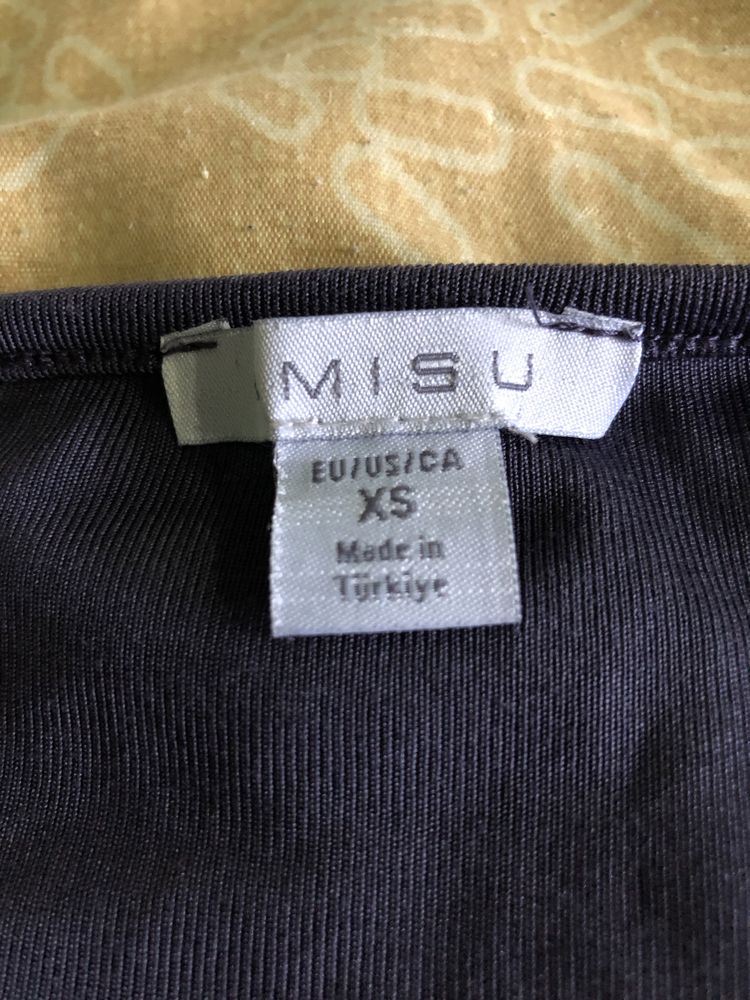 MISU
EU/US/CA
XS
Made in
Türkiye